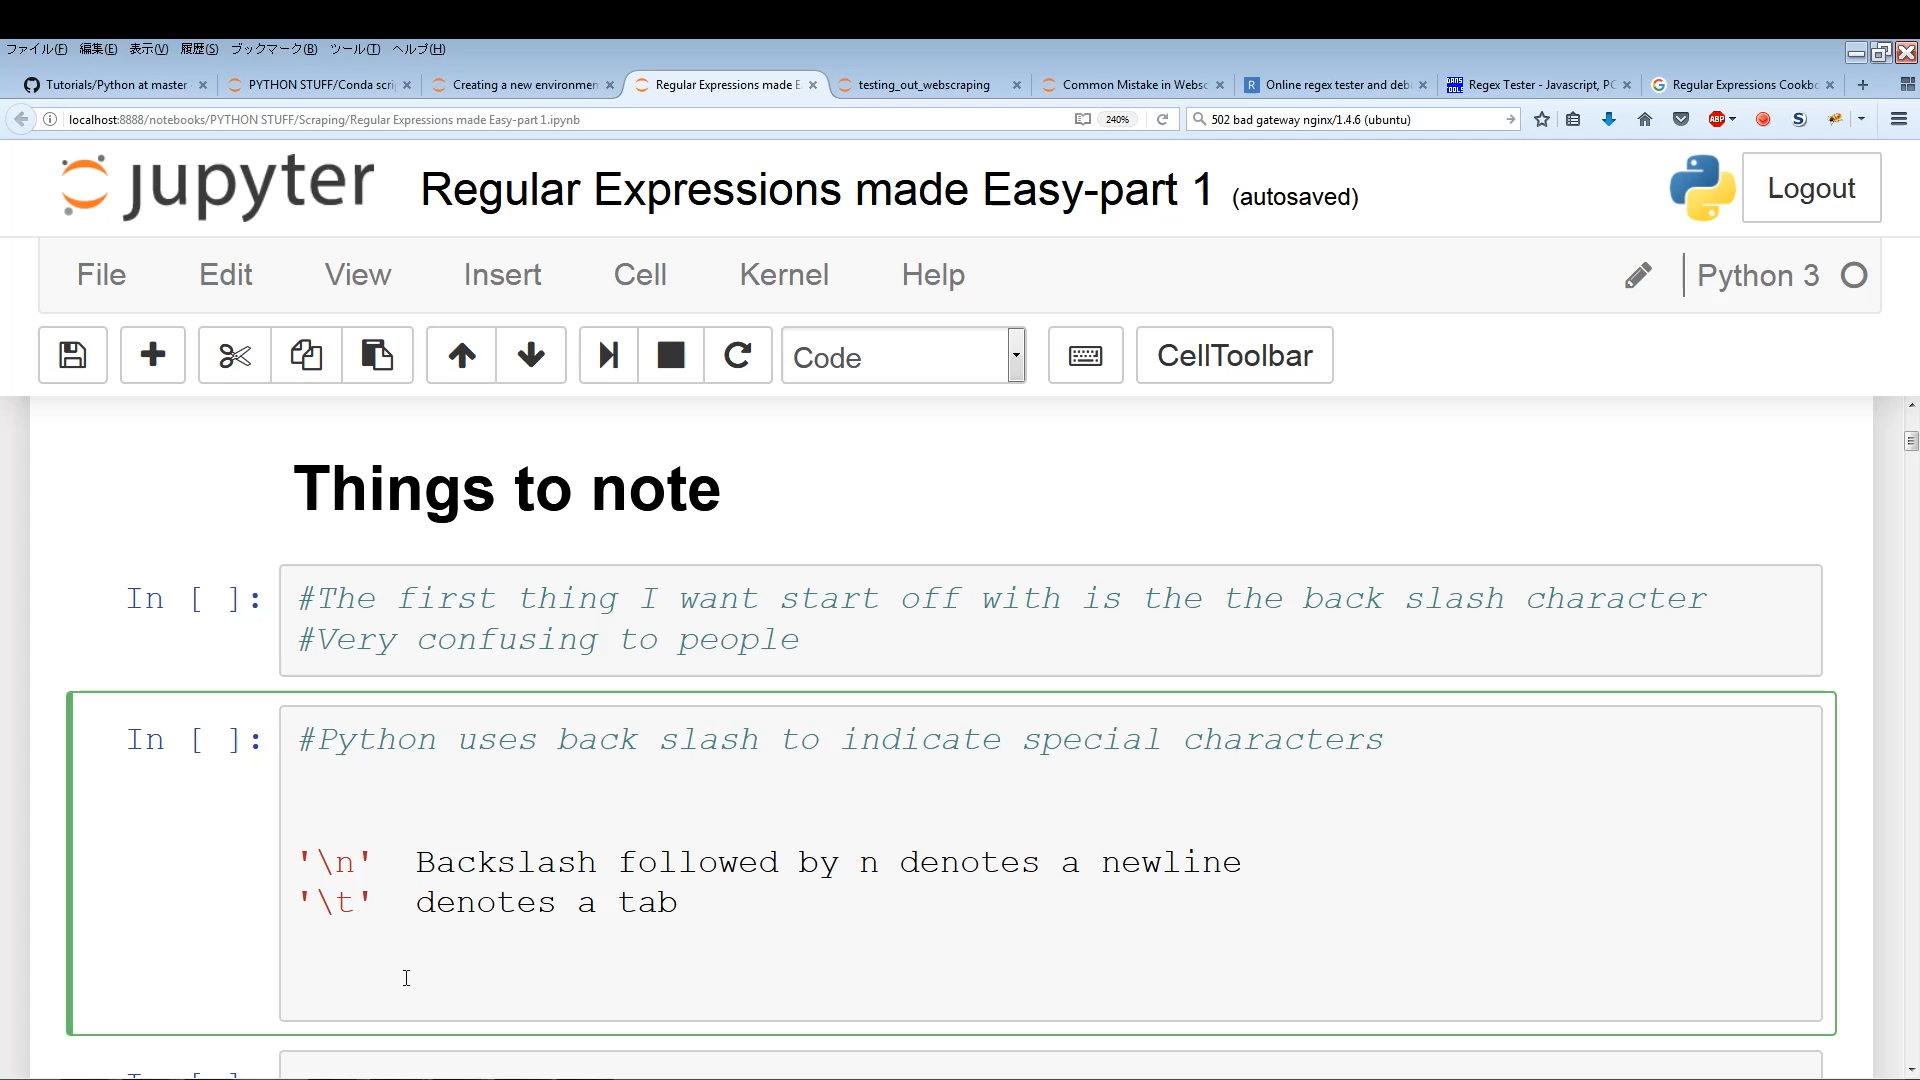 ファイル(F) 編集(E) 表示(V) 履歴(S) ブックマーク(B) ツール(T) ヘルプ(H)
Tutorials/Python at master PYTHON STUFF/Conda scri Creating a new environmen Regular Expressions made E testing_out_webscraping Common Mistake in Websc Online regex tester and deb Regex Tester - Javascript, PC Regular Expressions Cookbo
localhost:8888/notebooks/PYTHON STUFF/Scraping/Regular Expressions made Easy-part 1.ipynb 240% 502 bad gateway nginx/1.4.6 (ubuntu) ABP S
jupyter Regular Expressions made Easy-part 1 (autosaved) Logout
File Edit View Insert Cell Kernel Help Python 3
Code CellToolbar
Things to note
In [ ]: #The first thing I want start off with is the the back slash character
#Very confusing to people
In [ ]: #Python uses back slash to indicate special characters
'\n' Backslash followed by n denotes a newline
'\t' denotes a tab